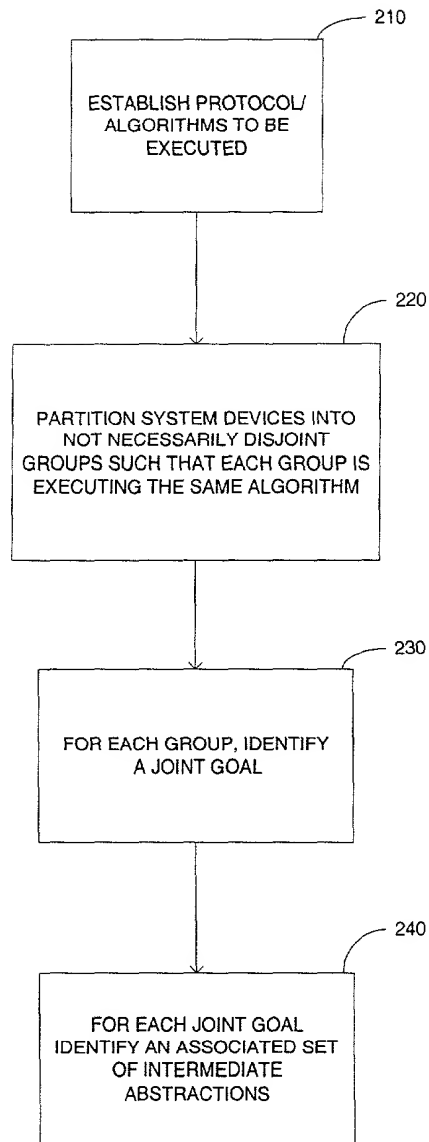 210
ESTABLISH PROTOCOL/
ALGORITHMS TO BE
EXECUTED
220
PARTITION SYSTEM DEVICES INTO
NOT NECESSARILY DISJOINT
GROUPS SUCH THAT EACH GROUP IS
EXECUTING THE SAME ALGORITHM
230
FOR EACH GROUP, IDENTIFY
A JOINT GOAL
240
FOR EACH JOINT GOAL
IDENTIFY AN ASSOCIATED SET
OF INTERMEDIATE
ABSTRACTIONS